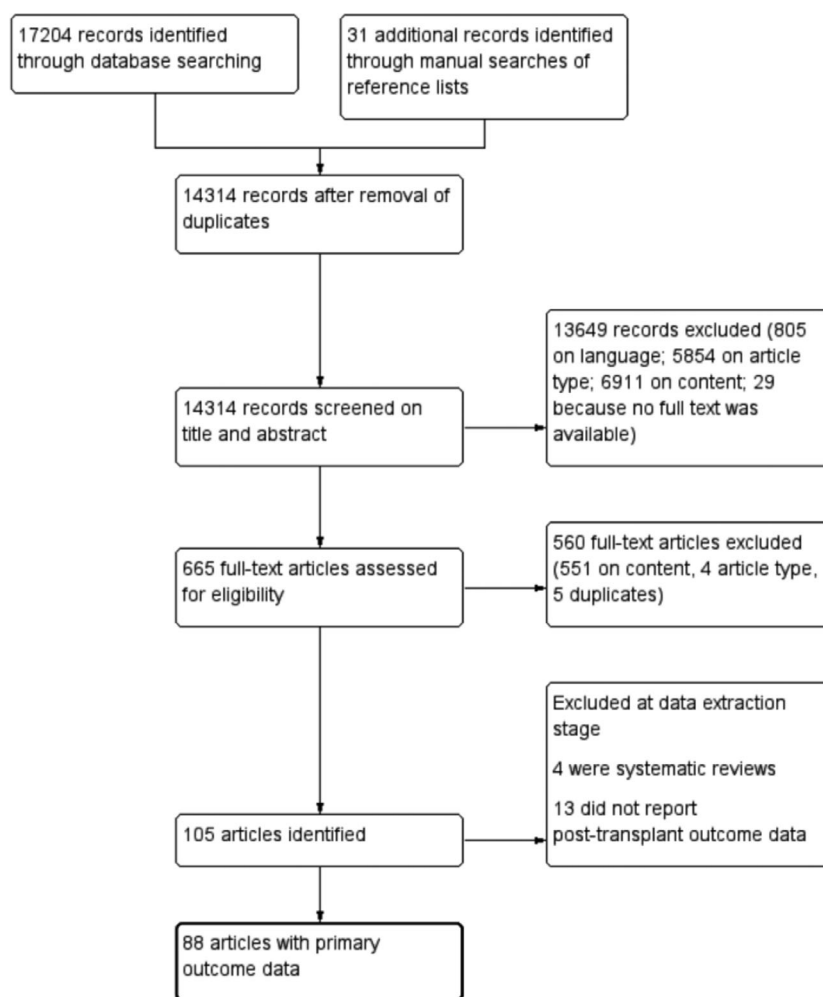 17204 records identified
through database searching
31 additional records identified
through manual searches of
reference lists
14314 records after removal of
duplicates
13649 records excluded (805
on language; 5854 on article
type; 6911 on content; 29
because no full text was
available)
14314 records screened on
title and abstract
560 full-text articles excluded
(551 on content, 4 article type,
5 duplicates)
665 full-text articles assessed
for eligibility
Excluded at data extraction
stage
4 were systematic reviews
13 did not report
post-transplant outcome data
105 articles identified
88 articles with primary
outcome data